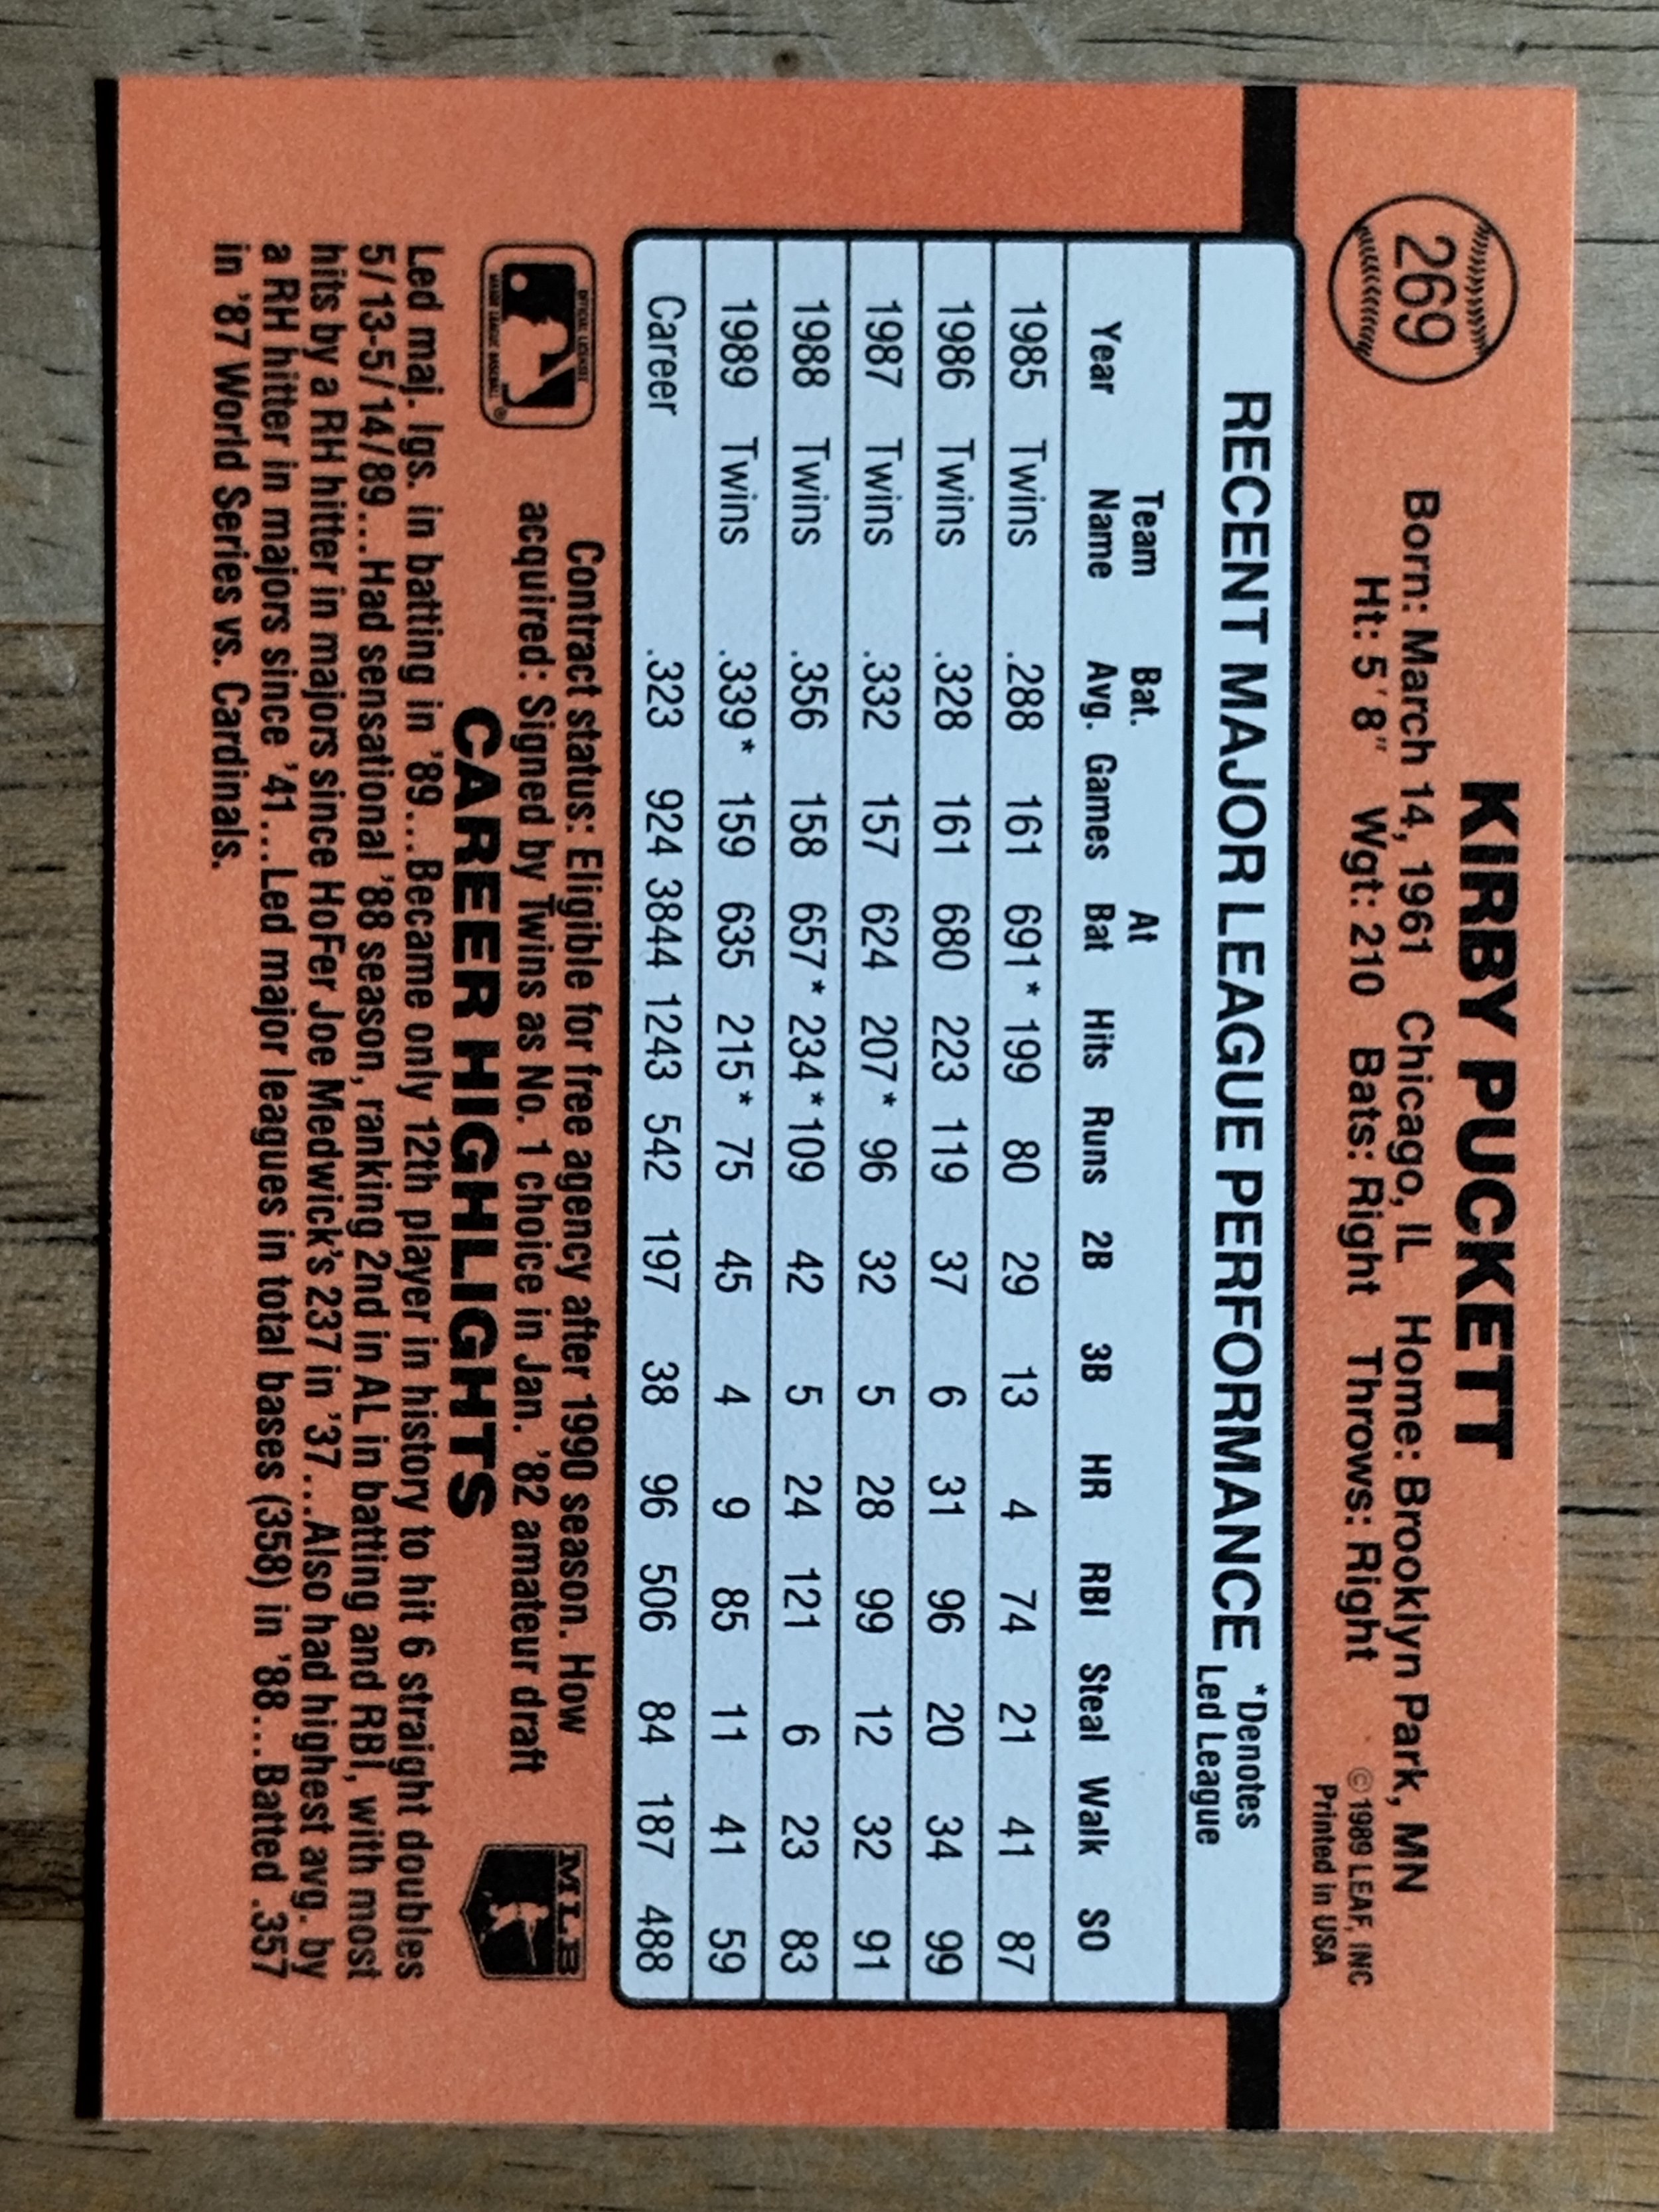 269
KIRBY PUCKETT
Born: March 14, 1961 Chicago, IL Home: Brooklyn Park, MN
Ht: 5′ 8″ Wgt: 210 Bats: Right Throws: Right
© 1989 LEAF, INC
Printed in USA
RECENT MAJOR LEAGUE PERFORMANCE *Denotes Led League
Year Team Name Bat. Avg. Games At Bat Hits Runs 2B 3B HR RBI Steal Walk SO
1985 Twins .288 161 691* 199 80 29 13 4 74 21 41 87
1986 Twins .328 161 680 223 119 37 6 31 96 20 34 99
1987 Twins .332 157 624 207* 96 32 5 28 99 12 32 91
1988 Twins .356 158 657* 234* 109 42 5 24 121 6 23 83
1989 Twins .339* 159 635 215* 75 45 4 9 85 11 41 59
Career .323 924 3844 1243 542 197 38 96 506 84 187 488
OFFICIAL LICENSEE
MAJOR LEAGUE BASEBALL ®
Contract status: Eligible for free agency after 1990 season. How
acquired: Signed by Twins as No. 1 choice in Jan. '82 amateur draft
MLB
CAREER HIGHLIGHTS
Led maj. lgs. in batting in '89...Became only 12th player in history to hit 6 straight doubles
5/13-5/14/89...Had sensational '88 season, ranking 2nd in AL in batting and RBI, with most
hits by a RH hitter in majors since HoFer Joe Medwick's 237 in '37...Also had highest avg. by
a RH hitter in majors since '41...Led major leagues in total bases (358) in '88...Batted .357
in '87 World Series vs. Cardinals.